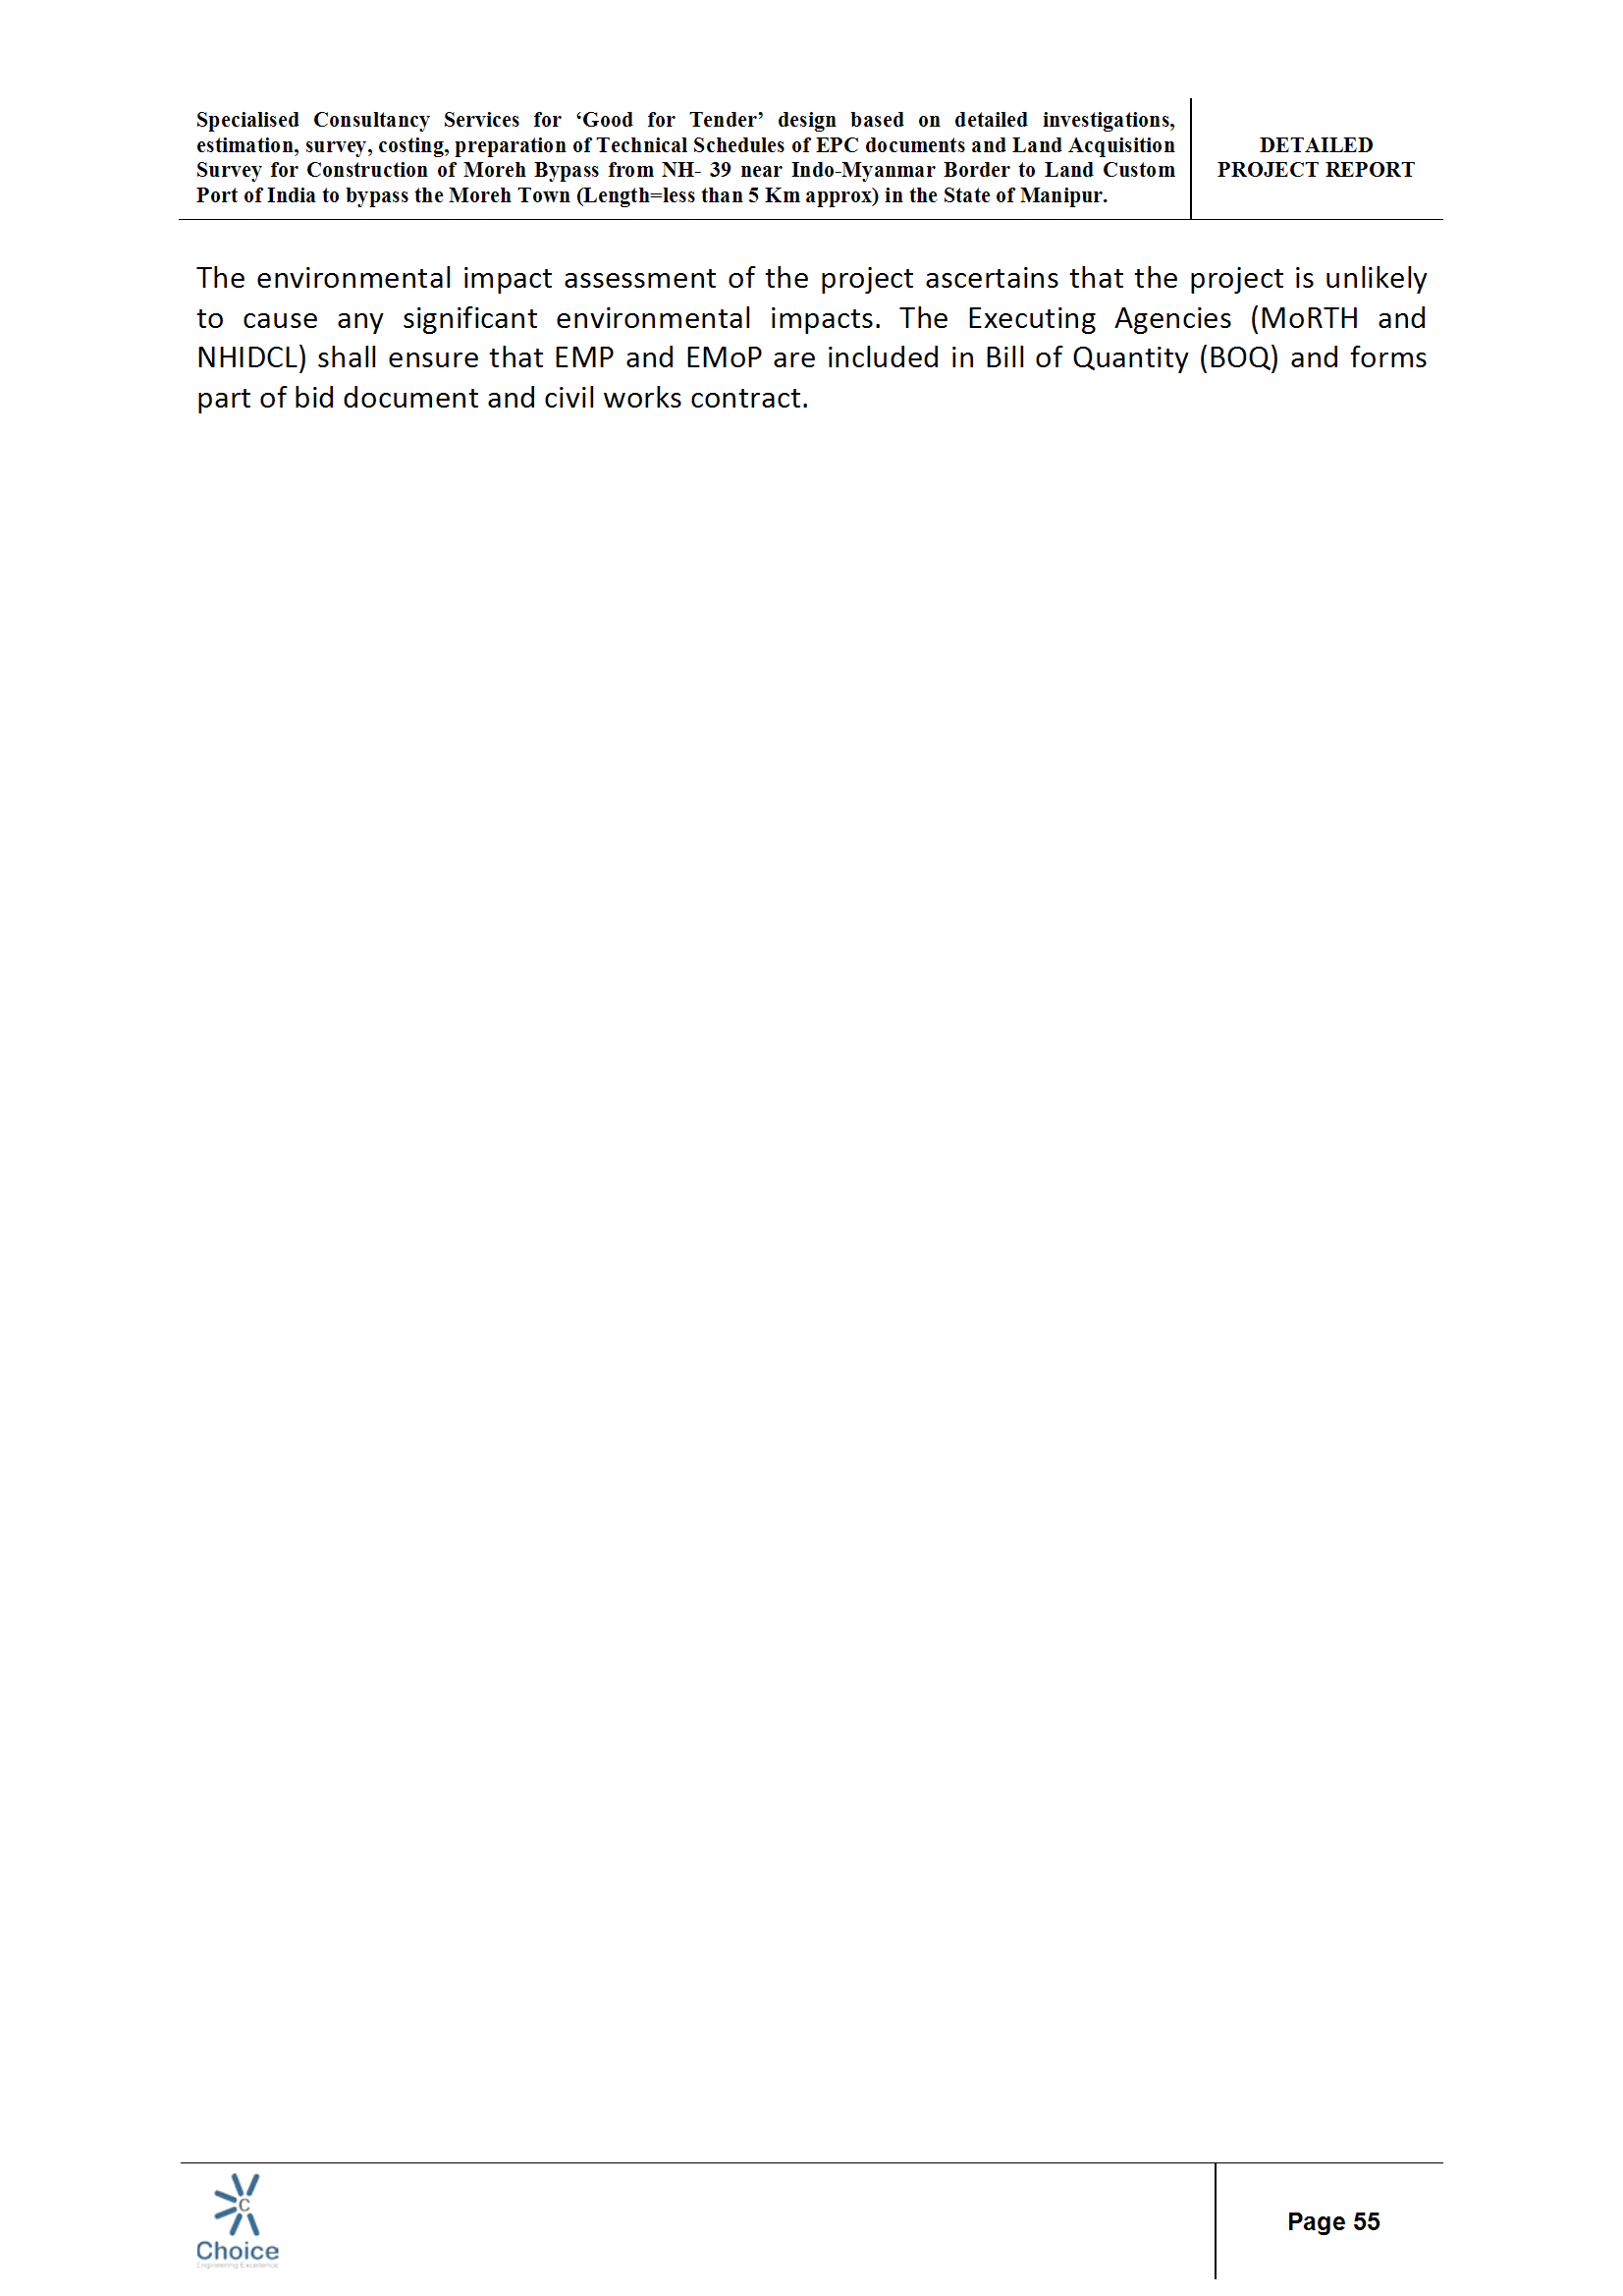 Specialised Consultancy Services for ‘Good for Tender’ design based on detailed investigations,
estimation, survey, costing, preparation of Technical Schedules of EPC documents and Land Acquisition
Survey for Construction of Moreh Bypass from NH- 39 near Indo-Myanmar Border to Land Custom
Port of India to bypass the Moreh Town (Length=less than 5 Km approx) in the State of Manipur.
DETAILED
PROJECT REPORT
The environmental impact assessment of the project ascertains that the project is unlikely
to cause any significant environmental impacts. The Executing Agencies (MoRTH and
NHIDCL) shall ensure that EMP and EMoP are included in Bill of Quantity (BOQ) and forms
part of bid document and civil works contract.
C
Choice
Engineering Excellence
Page 55